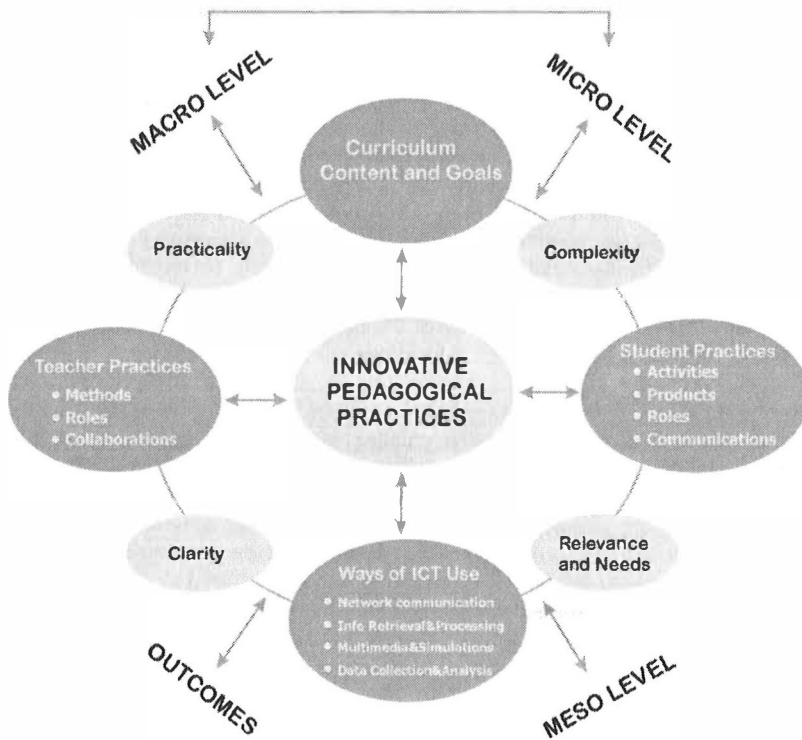 MACRO LEVEL
MICRO LEVEL
Curriculum
Content and Goals
Practicality
Complexity
Teacher Practices
• Methods
• Roles
• Collaborations
INNOVATIVE
PEDAGOGICAL
PRACTICES
Student Practices
• Activities
• Products
• Roles
• Communications
Clarity
Relevance
and Needs
Ways of ICT Use
• Network communication
• Info Retrieval&Processing
• Multimedia&Simulations
• Data Collection&Analysis
OUTCOMES
MESO LEVEL